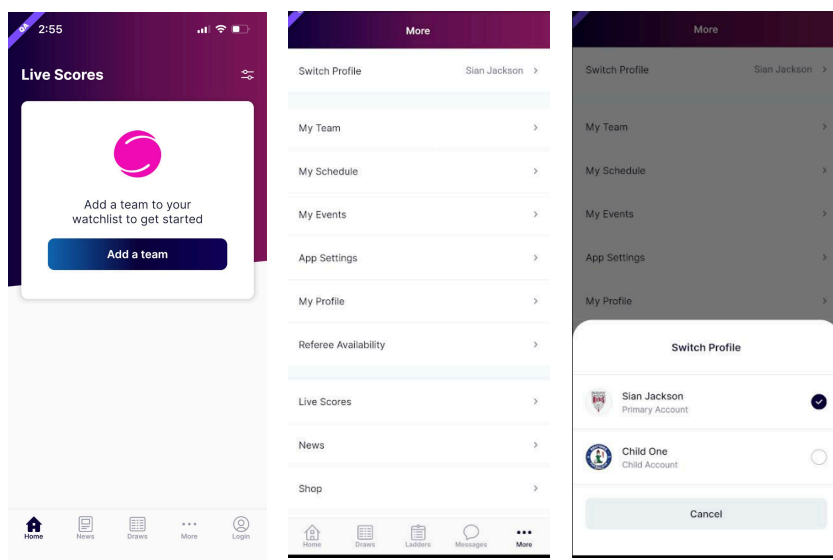 QA
2:55
Live Scores
Add a team to your
watchlist to get started
Add a team
Home
News
Draws
More
Login
More
Switch Profile
Sian Jackson
My Team
My Schedule
My Events
App Settings
My Profile
Referee Availability
Live Scores
News
Shop
Home
Draws
Ladders
Messages
More
More
Switch Profile
Sian Jackson
My Team
My Schedule
My Events
App Settings
My Profile
Switch Profile
Sian Jackson
Primary Account
Child One
Child Account
Cancel